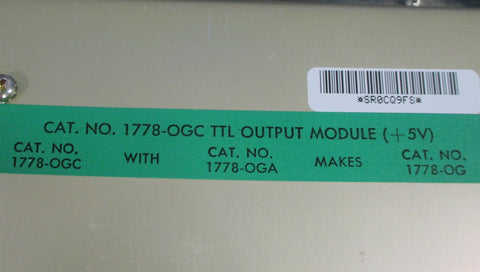 *SR0CQ9FS*
CAT. NO. 1778-OGC TTL OUTPUT MODULE (+5V)
CAT. NO. 1778-OGC WITH CAT. NO. 1778-OGA MAKES CAT. NO. 1778-OG